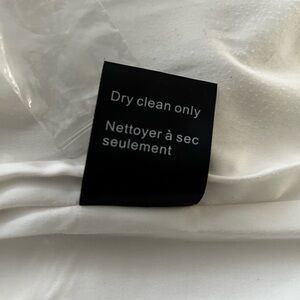 Dry clean only
Nettoyer à sec
seulement